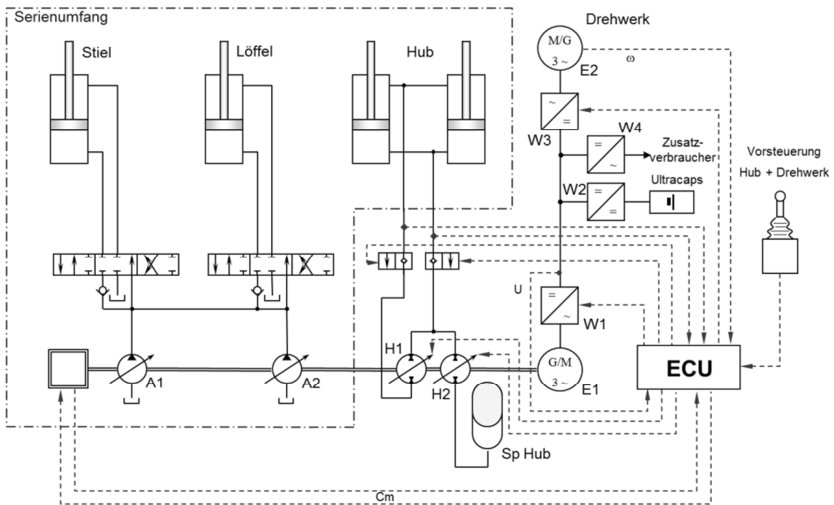 Serienumfang
Drehwerk
Stiel
Löffel
Hub
M/G
3 ~
E2
ω
~
=
W3
=
~
W4
Zusatz-
verbraucher
W2
=
=
Ultracaps
Vorsteuerung
Hub + Drehwerk
U
=
~
W1
H1
G/M
3 ~
E1
ECU
A1
A2
H2
Sp Hub
Cm